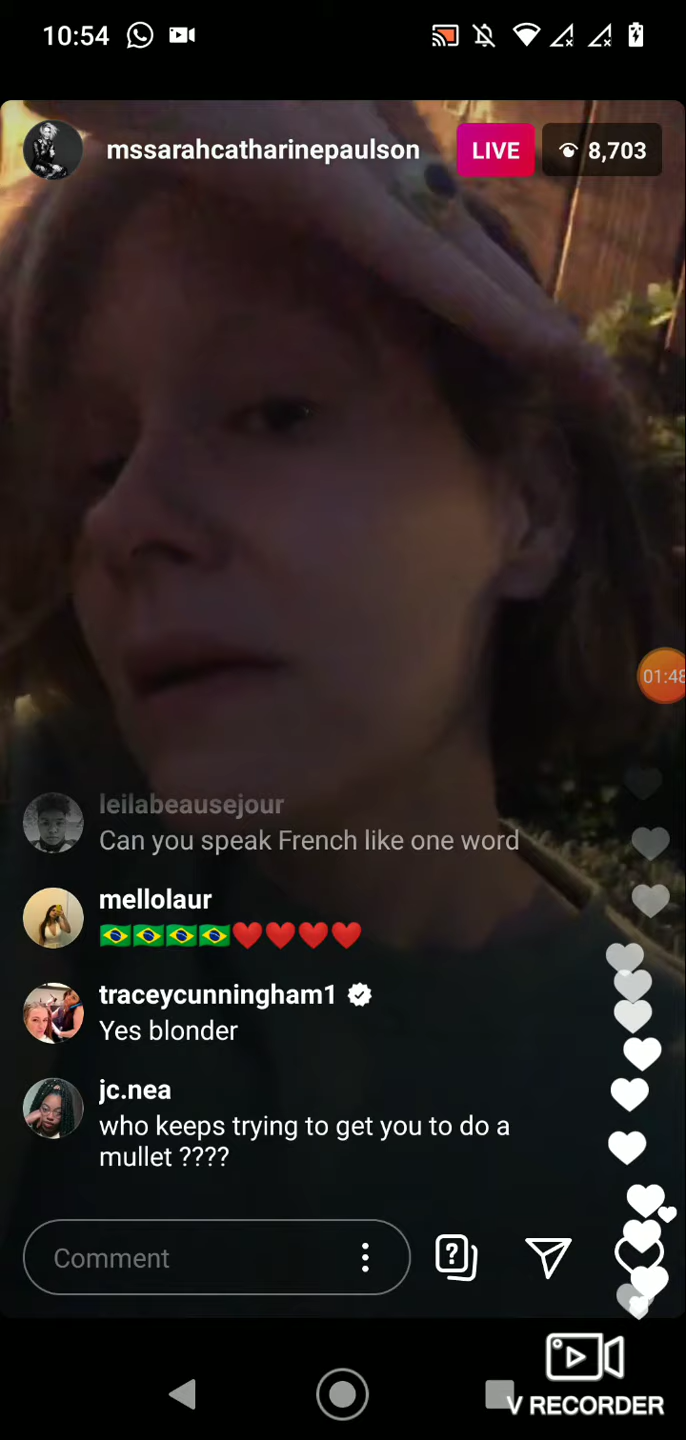 10:54
mssarahcatharinepaulson
LIVE
8,703
01:48
leilabeausejour
Can you speak French like one word
mellolaur
🇧🇷🇧🇷🇧🇷🇧🇷❤️❤️❤️❤️
traceycunningham1
Yes blonder
jc.nea
who keeps trying to get you to do a
mullet ????
Comment
V RECORDER